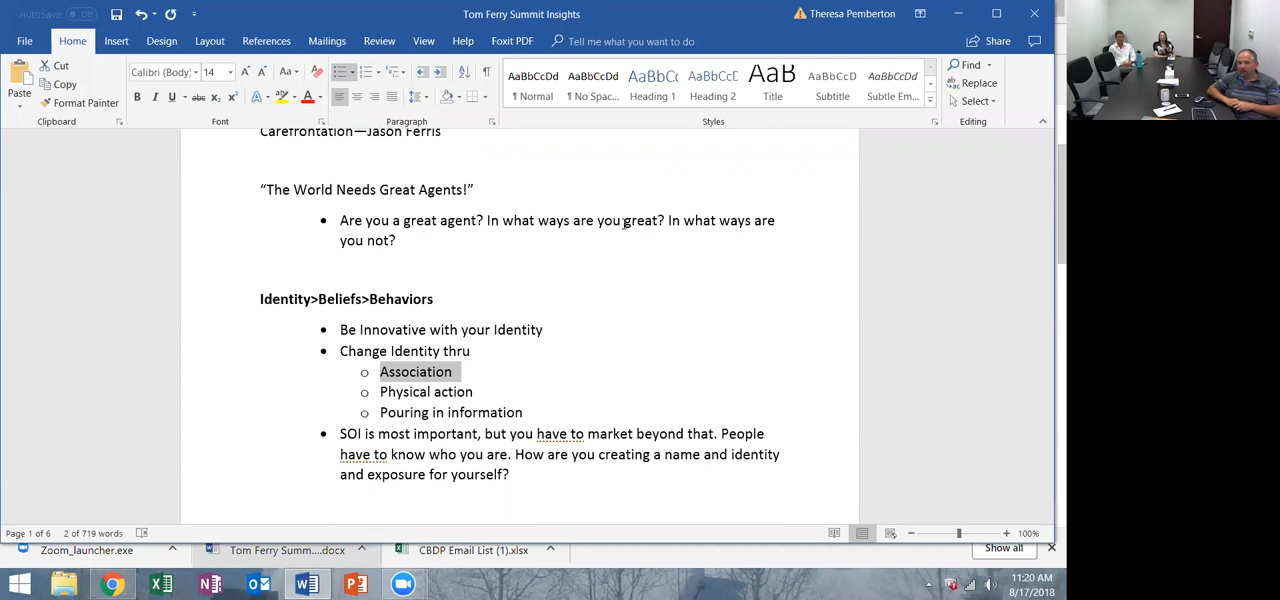 AutoSave Off
Tom Ferry Summit Insights
Theresa Pemberton
File Home Insert Design Layout References Mailings Review View Help Foxit PDF Tell me what you want to do Share
Paste
Cut
Copy
Format Painter
Calibri (Body) 14
AaBbCcDd AaBbCcDd AaBbCc AaBbCcD AaB AaBbCcDd AaBbCcDd
¶ Normal ¶ No Spac... Heading 1 Heading 2 Title Subtitle Subtle Em...
Find
Replace
Select
Clipboard Font Paragraph Styles Editing
Carefrontation—Jason Ferris
“The World Needs Great Agents!”
• Are you a great agent? In what ways are you great? In what ways are
you not?
Identity>Beliefs>Behaviors
• Be Innovative with your Identity
• Change Identity thru
o Association
o Physical action
o Pouring in information
• SOI is most important, but you have to market beyond that. People
have to know who you are. How are you creating a name and identity
and exposure for yourself?
Page 1 of 6 2 of 719 words 100%
Zoom_launcher.exe Tom Ferry Summ....docx CBDP Email List (1).xlsx Show all
11:20 AM
8/17/2018